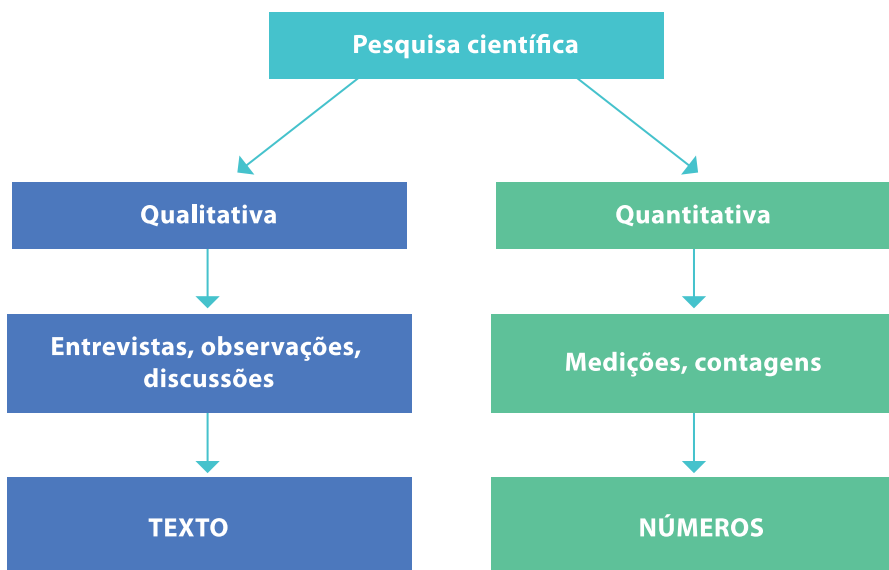 Pesquisa científica
Qualitativa
Quantitativa
Entrevistas, observações,
discussões
Medições, contagens
TEXTO
NÚMEROS